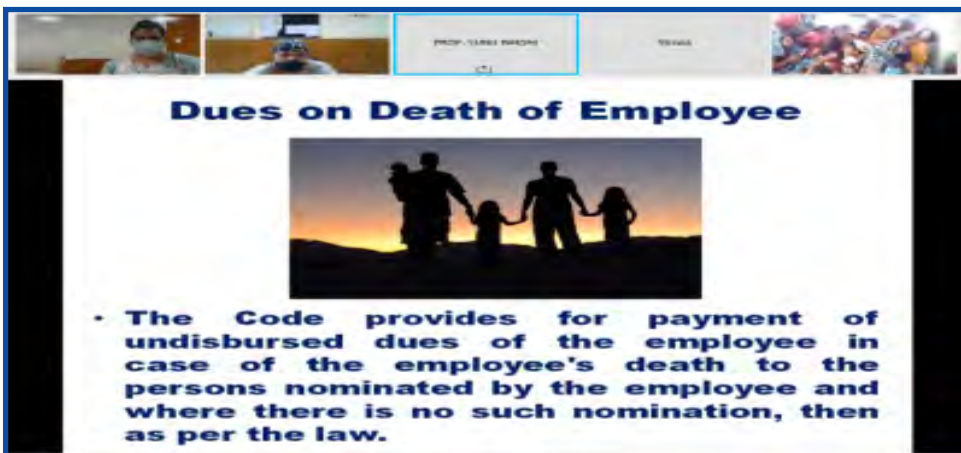 Dues on Death of Employee
• The Code provides for payment of
undisbursed dues of the employee in
case of the employee's death to the
persons nominated by the employee and
where there is no such nomination, then
as per the law.